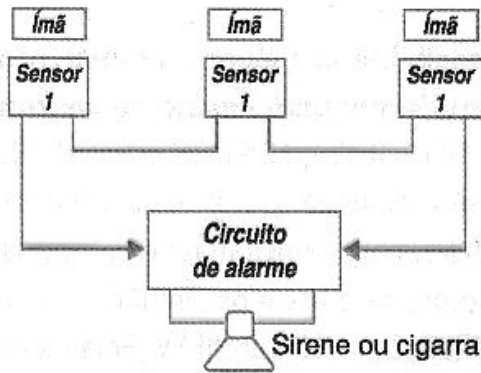 Ímã Ímã Ímã
Sensor Sensor Sensor
1 1 1
Circuito
de alarme
Sirene ou cigarra